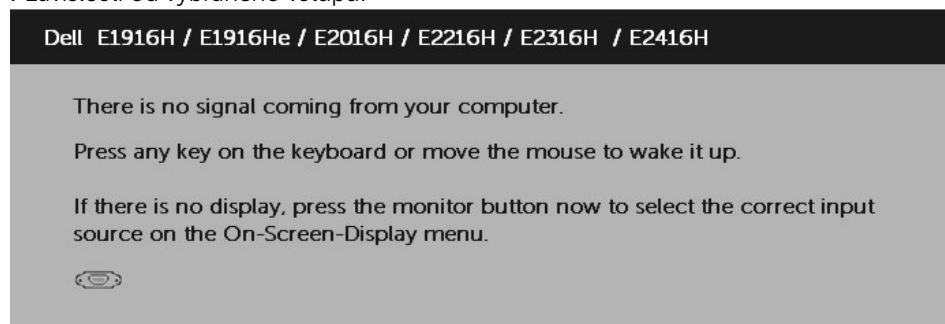 Dell E1916H / E1916He / E2016H / E2216H / E2316H / E2416H
There is no signal coming from your computer.
Press any key on the keyboard or move the mouse to wake it up.
If there is no display, press the monitor button now to select the correct input
source on the On-Screen-Display menu.